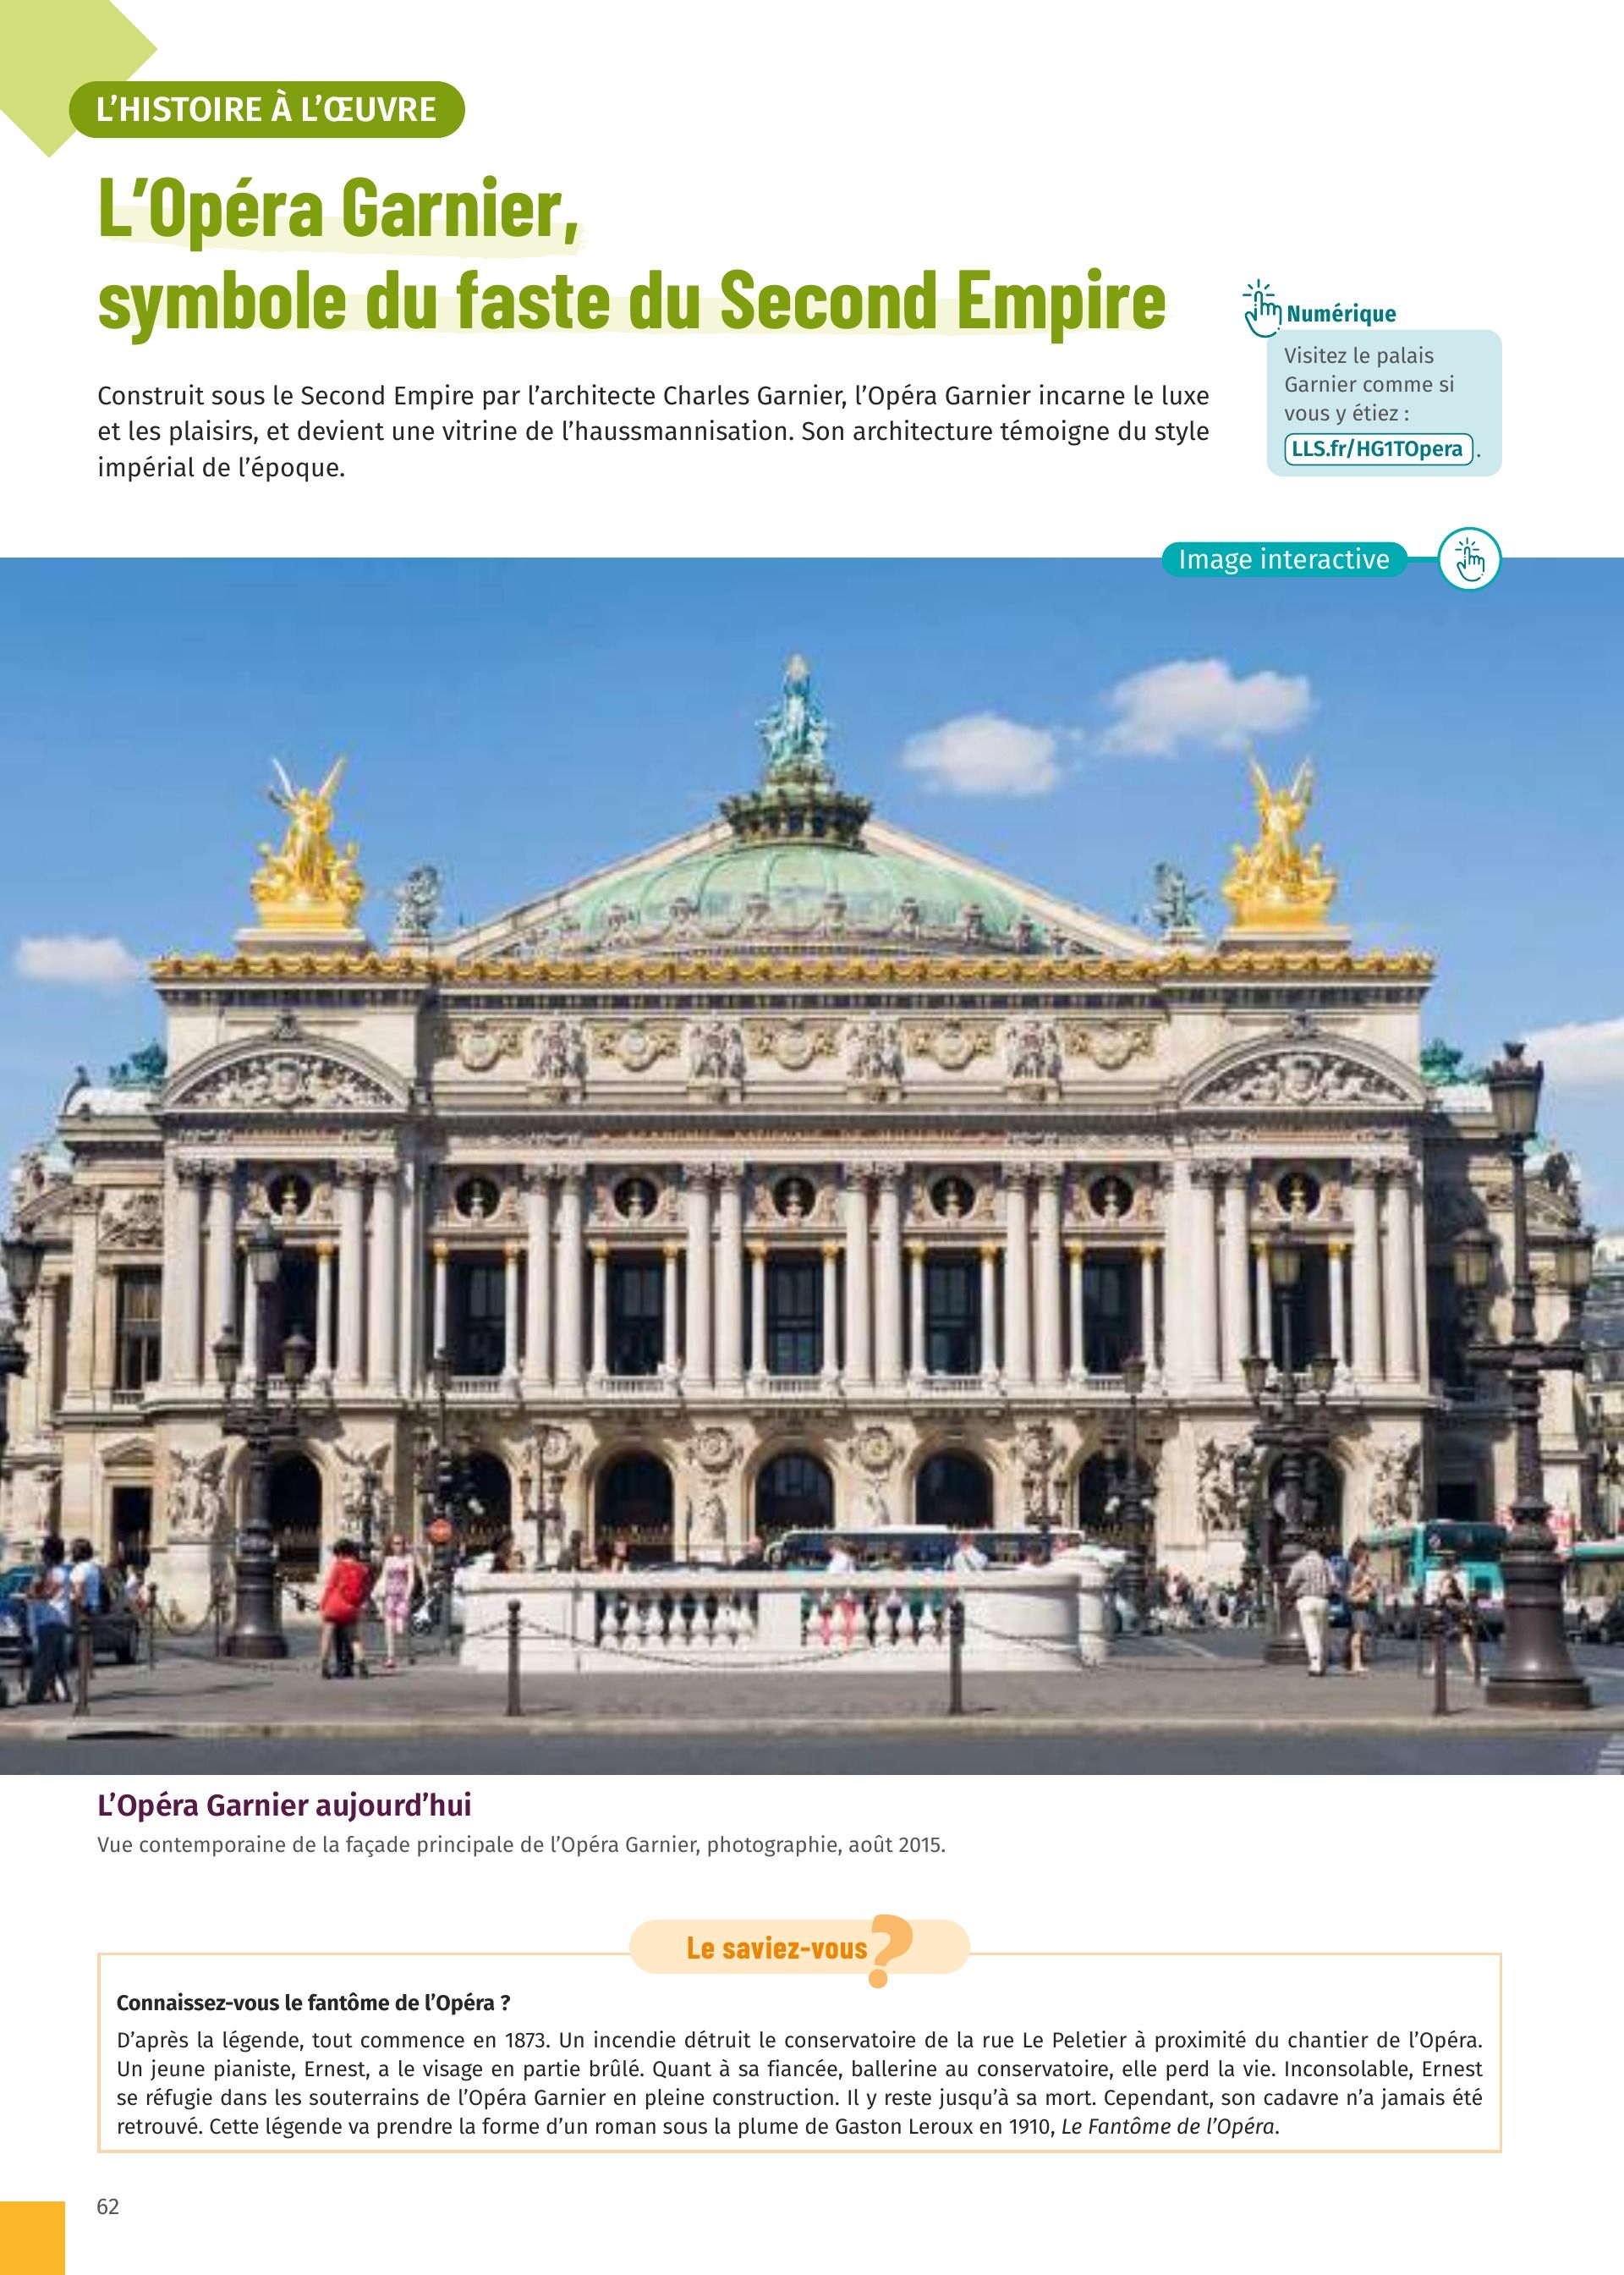 L'HISTOIRE À L'ŒUVRE
L'Opéra Garnier,
symbole du faste du Second Empire
Numérique
Visitez le palais
Garnier comme si
vous y étiez :
LLS.fr/HG1TOpera.
Construit sous le Second Empire par l'architecte Charles Garnier, l'Opéra Garnier incarne le luxe
et les plaisirs, et devient une vitrine de l'haussmannisation. Son architecture témoigne du style
impérial de l'époque.
Image interactive
L'Opéra Garnier aujourd'hui
Vue contemporaine de la façade principale de l'Opéra Garnier, photographie, août 2015.
Le saviez-vous ?
Connaissez-vous le fantôme de l'Opéra ?
D'après la légende, tout commence en 1873. Un incendie détruit le conservatoire de la rue Le Peletier à proximité du chantier de l'Opéra.
Un jeune pianiste, Ernest, a le visage en partie brûlé. Quant à sa fiancée, ballerine au conservatoire, elle perd la vie. Inconsolable, Ernest
se réfugie dans les souterrains de l'Opéra Garnier en pleine construction. Il y reste jusqu'à sa mort. Cependant, son cadavre n'a jamais été
retrouvé. Cette légende va prendre la forme d'un roman sous la plume de Gaston Leroux en 1910, Le Fantôme de l'Opéra.
62